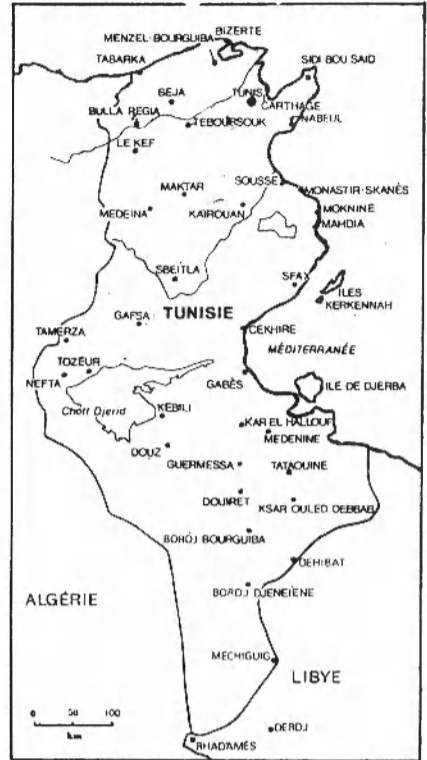 BIZERTE
MENZEL-BOURGUIBA
TABARKA
SIDI BOU SAID
BEJA
TUNIS
CARTHAGE
BULLA REGIA
TEBOURSOUK
NABEUL
LE KEF
SOUSSE
MAKTAR
MONASTIR-SKANÈS
MEDEINA
KAIROUAN
MOKNINE
MAHDIA
SBEITLA
SFAX
ILES
KERKENNAH
GAFSA
TUNISIE
TAMERZA
CEKHIRE
MÉDITERRANÉE
TOZEUR
NEFTA
GABÈS
ILE DE DJERBA
Chott Djerid
KEBILI
KAR EL HALLOUF
MEDENINE
DOUZ
GUERMESSA
TATAOUINE
DOUIRET
KSAR OULED DEBBAB
BORDJ BOURGUIBA
DEHIBAT
ALGÉRIE
BORDJ DJENEIENE
MECHIGUIG
LIBYE
0 50 100
km
DERDJ
RHADAMÈS